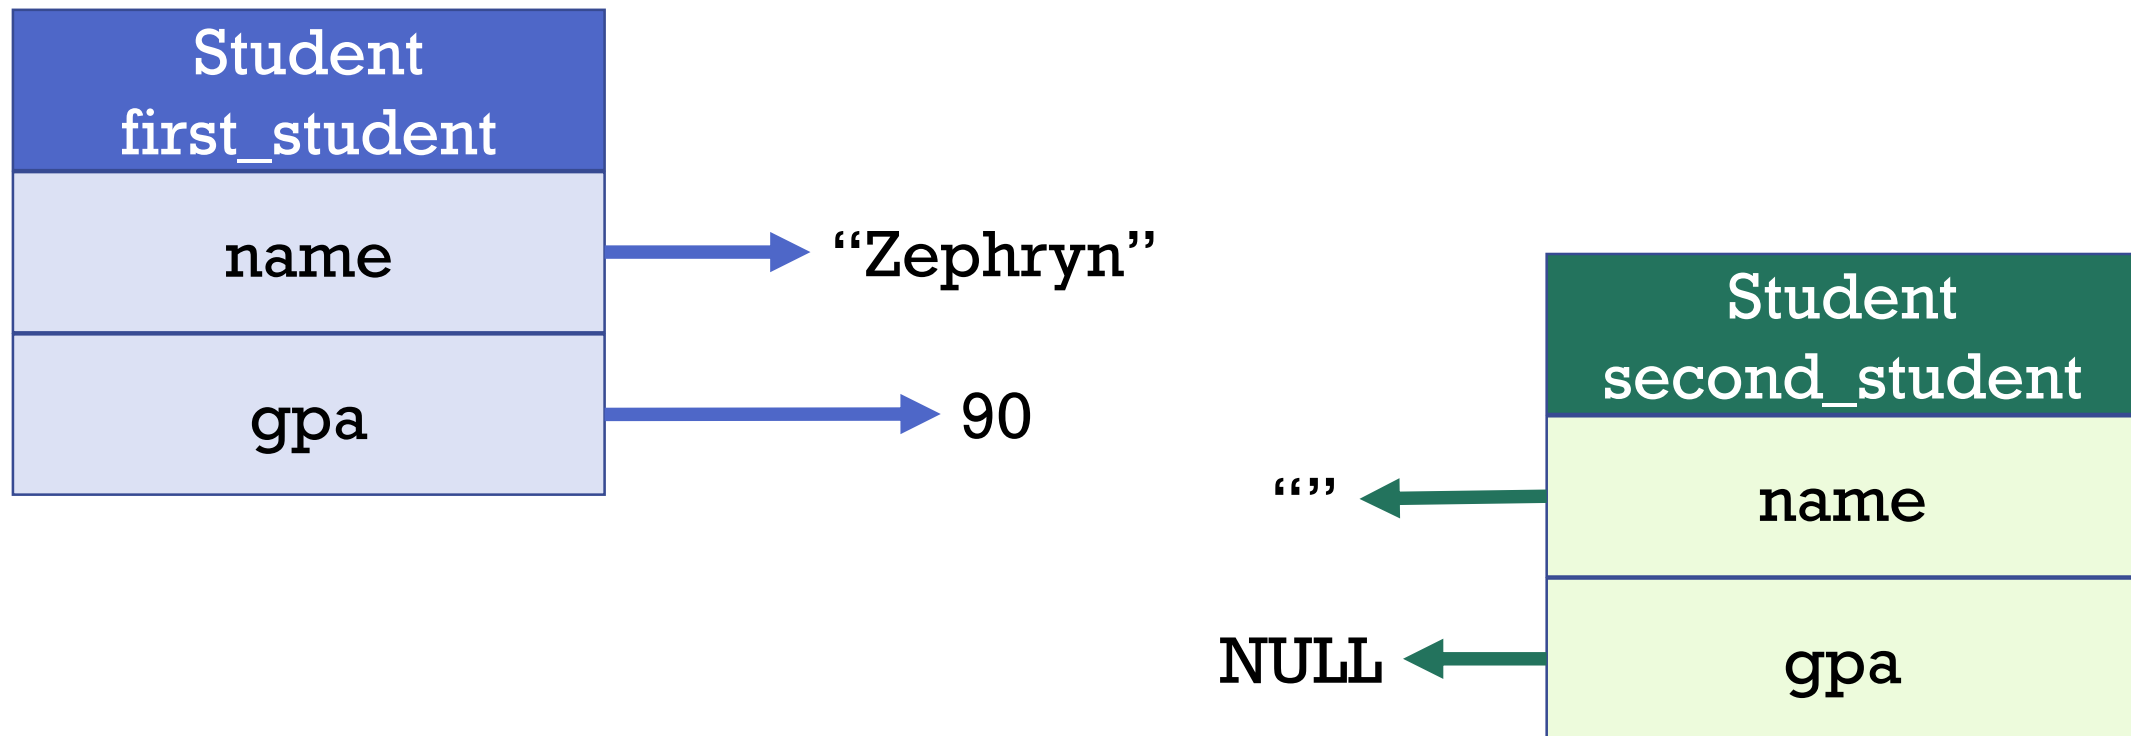 Student
first_student
name
“Zephryn”
gpa
90
Student
second_student
“”
name
NULL
gpa